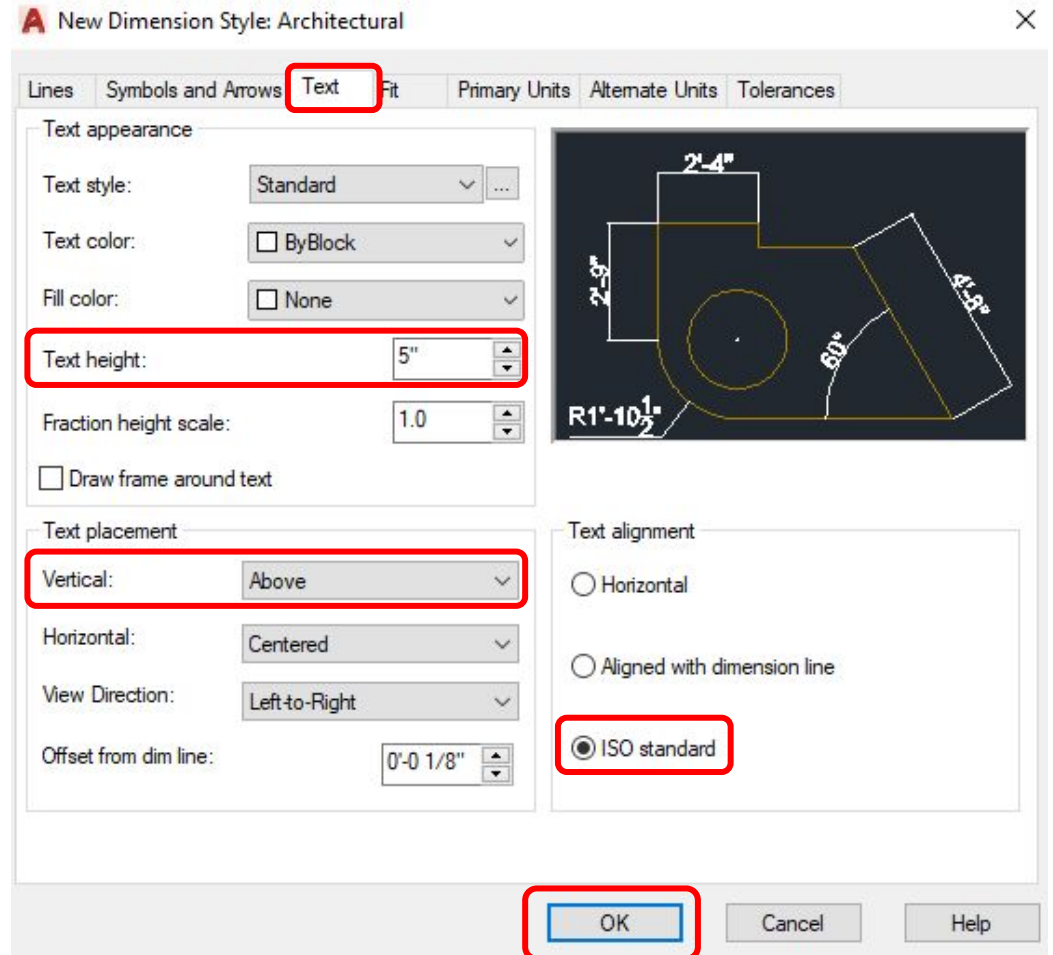 New Dimension Style: Architectural
Lines Symbols and Arrows Text Fit Primary Units Alternate Units Tolerances
Text appearance
Text style: Standard ...
Text color: ByBlock
Fill color: None
Text height: 5"
Fraction height scale: 1.0
Draw frame around text
2'-4"
2'-9"
4'-8"
60°
R1'-10 1/2"
Text placement
Vertical: Above
Horizontal: Centered
View Direction: Left-to-Right
Offset from dim line: 0'-0 1/8"
Text alignment
Horizontal
Aligned with dimension line
ISO standard
OK Cancel Help